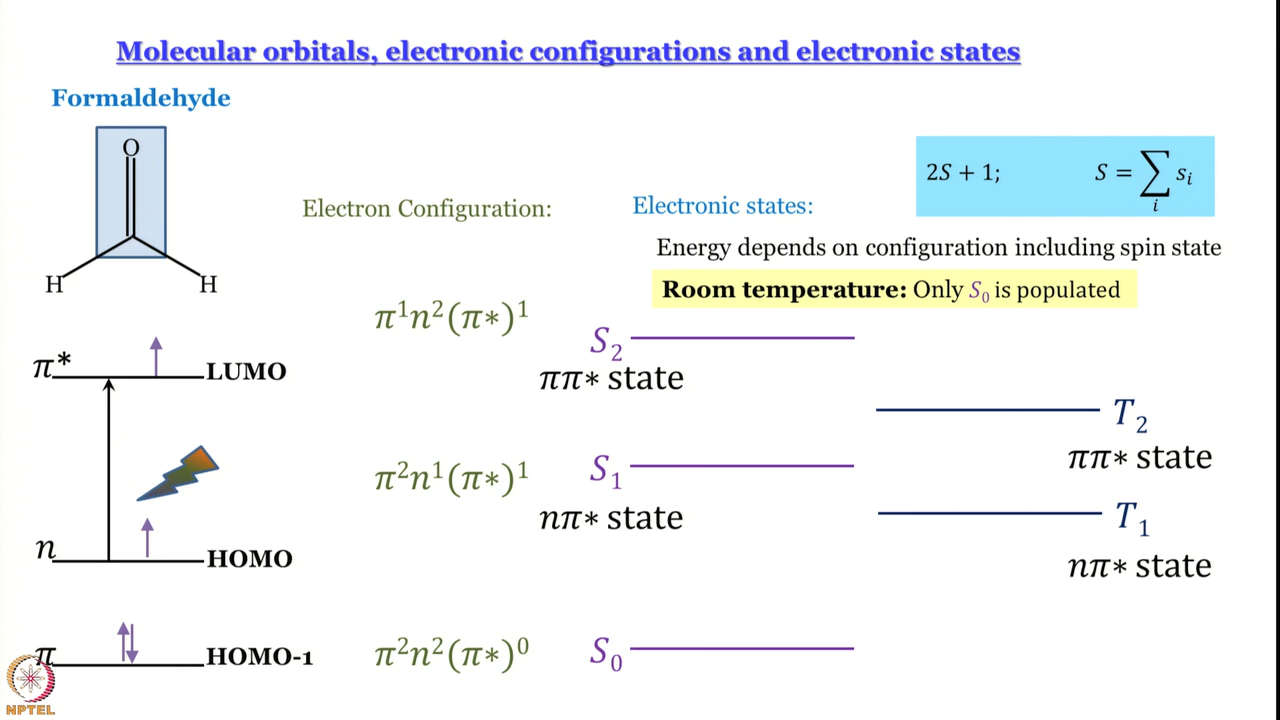 Molecular orbitals, electronic configurations and electronic states
Formaldehyde
O
H
H
2S + 1; S = ∑ᵢ sᵢ
Electron Configuration:
Electronic states:
Energy depends on configuration including spin state
Room temperature: Only S₀ is populated
π¹n²(π∗)¹
S₂
ππ∗ state
π*
LUMO
T₂
ππ∗ state
π²n¹(π∗)¹
S₁
nπ∗ state
T₁
nπ∗ state
n
HOMO
π
HOMO-1
π²n²(π∗)⁰
S₀
NPTEL